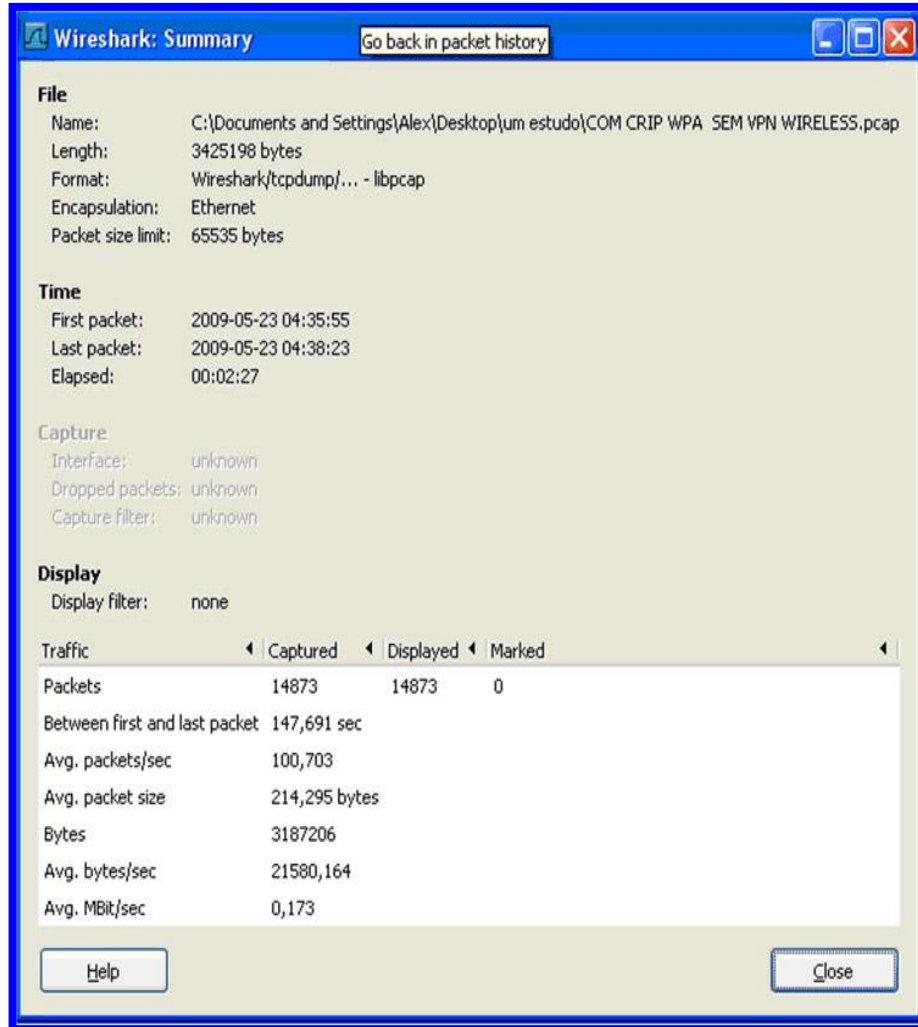 Wireshark: Summary
Go back in packet history
File
Name: C:\Documents and Settings\Alex\Desktop\um estudo\COM CRIP WPA  SEM VPN WIRELESS.pcap
Length: 3425198 bytes
Format: Wireshark/tcpdump/... - libpcap
Encapsulation: Ethernet
Packet size limit: 65535 bytes
Time
First packet: 2009-05-23 04:35:55
Last packet: 2009-05-23 04:38:23
Elapsed: 00:02:27
Capture
Interface: unknown
Dropped packets: unknown
Capture filter: unknown
Display
Display filter: none
Traffic Captured Displayed Marked
Packets 14873 14873 0
Between first and last packet 147,691 sec
Avg. packets/sec 100,703
Avg. packet size 214,295 bytes
Bytes 3187206
Avg. bytes/sec 21580,164
Avg. MBit/sec 0,173
Help Close